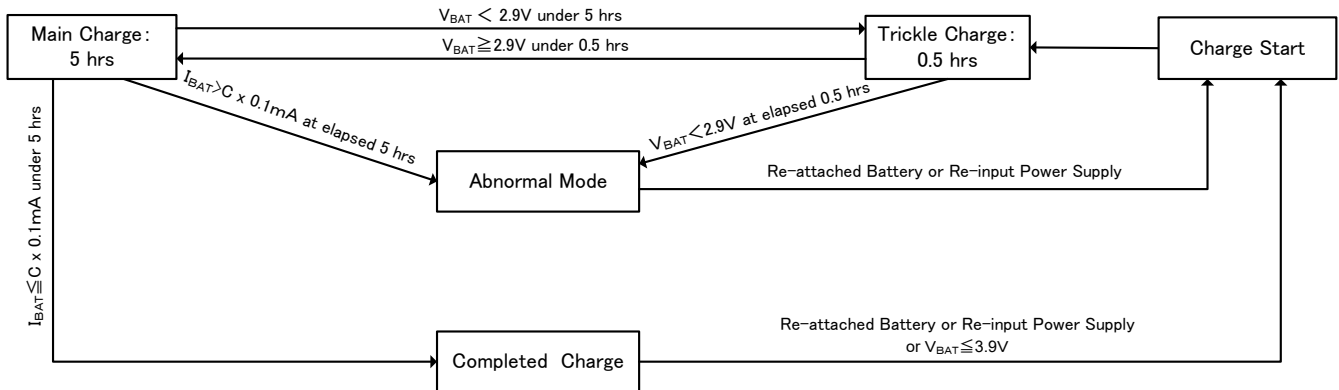 Main Charge:
5 hrs
V_BAT < 2.9V under 5 hrs
V_BAT≧2.9V under 0.5 hrs
Trickle Charge:
0.5 hrs
Charge Start
I_BAT>C x 0.1mA at elapsed 5 hrs
V_BAT<2.9V at elapsed 0.5 hrs
I_BAT≦C x 0.1mA under 5 hrs
Abnormal Mode
Re-attached Battery or Re-input Power Supply
Completed Charge
Re-attached Battery or Re-input Power Supply
or V_BAT≦3.9V